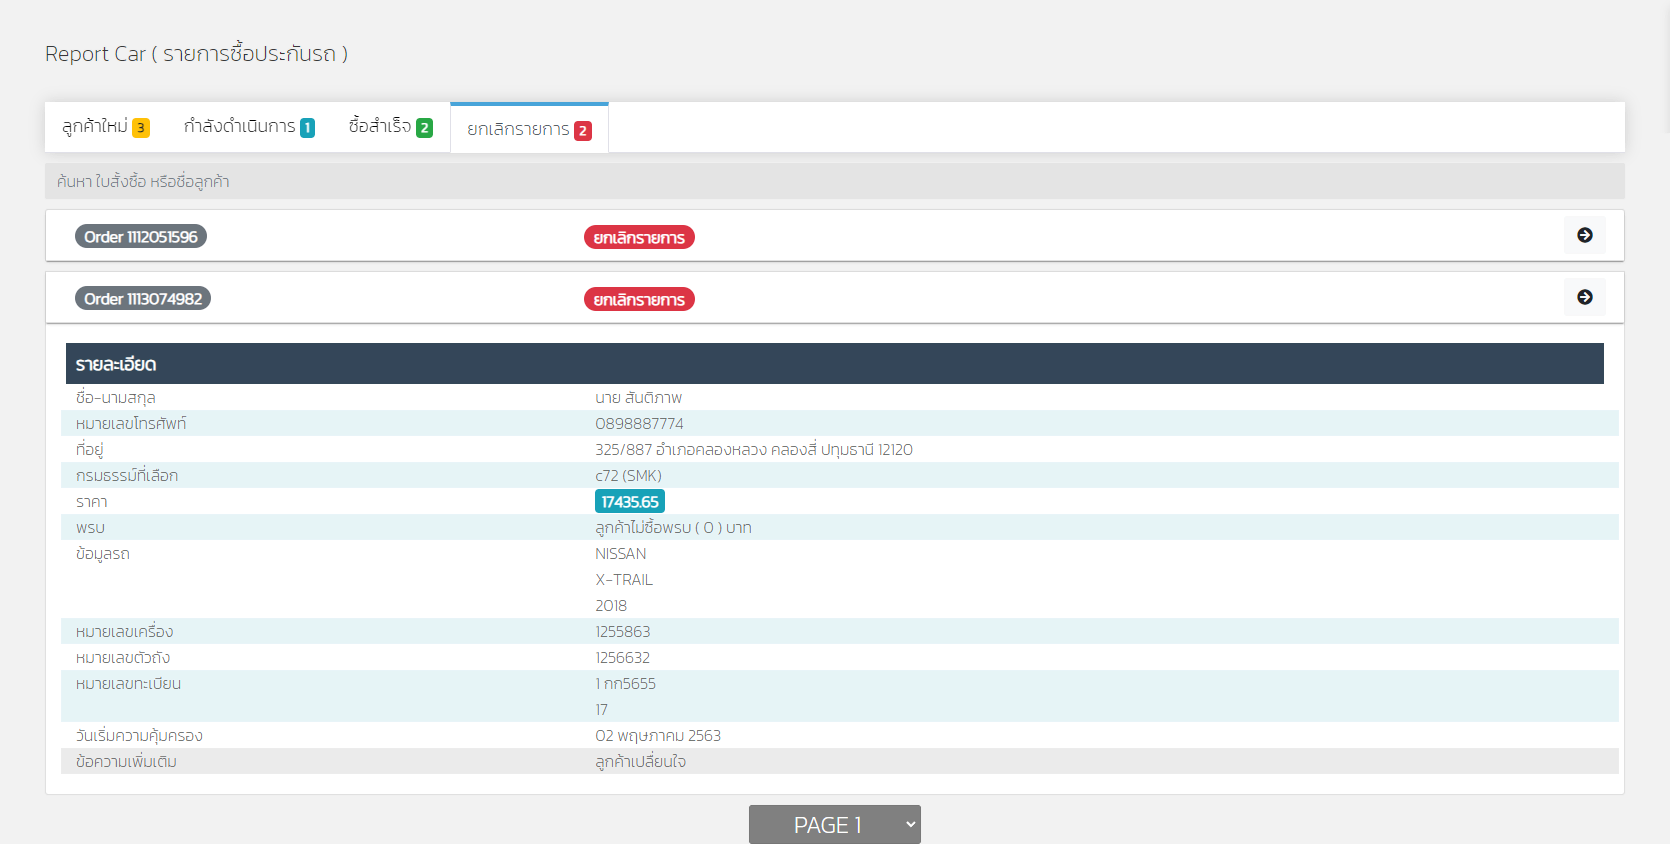 Report Car ( รายการซื้อประกันรถ )
ลูกค้าใหม่ 3 กำลังดำเนินการ 1 ซื้อสำเร็จ 2 ยกเลิกรายการ 2
ค้นหา ใบสั่งซื้อ หรือชื่อลูกค้า
Order 1112051596 ยกเลิกรายการ
Order 1113074982 ยกเลิกรายการ
รายละเอียด
ชื่อ-นามสกุล นาย สันติภาพ
หมายเลขโทรศัพท์ 0898887774
ที่อยู่ 325/887 อำเภอคลองหลวง คลองสี่ ปทุมธานี 12120
กรมธรรม์ที่เลือก c72 (SMK)
ราคา 17435.65
พรบ ลูกค้าไม่ซื้อพรบ ( 0 ) บาท
ข้อมูลรถ NISSAN
X-TRAIL
2018
หมายเลขเครื่อง 1255863
หมายเลขตัวถัง 1256632
หมายเลขทะเบียน 1 กก5655
17
วันเริ่มความคุ้มครอง 02 พฤษภาคม 2563
ข้อความเพิ่มเติม ลูกค้าเปลี่ยนใจ
PAGE 1